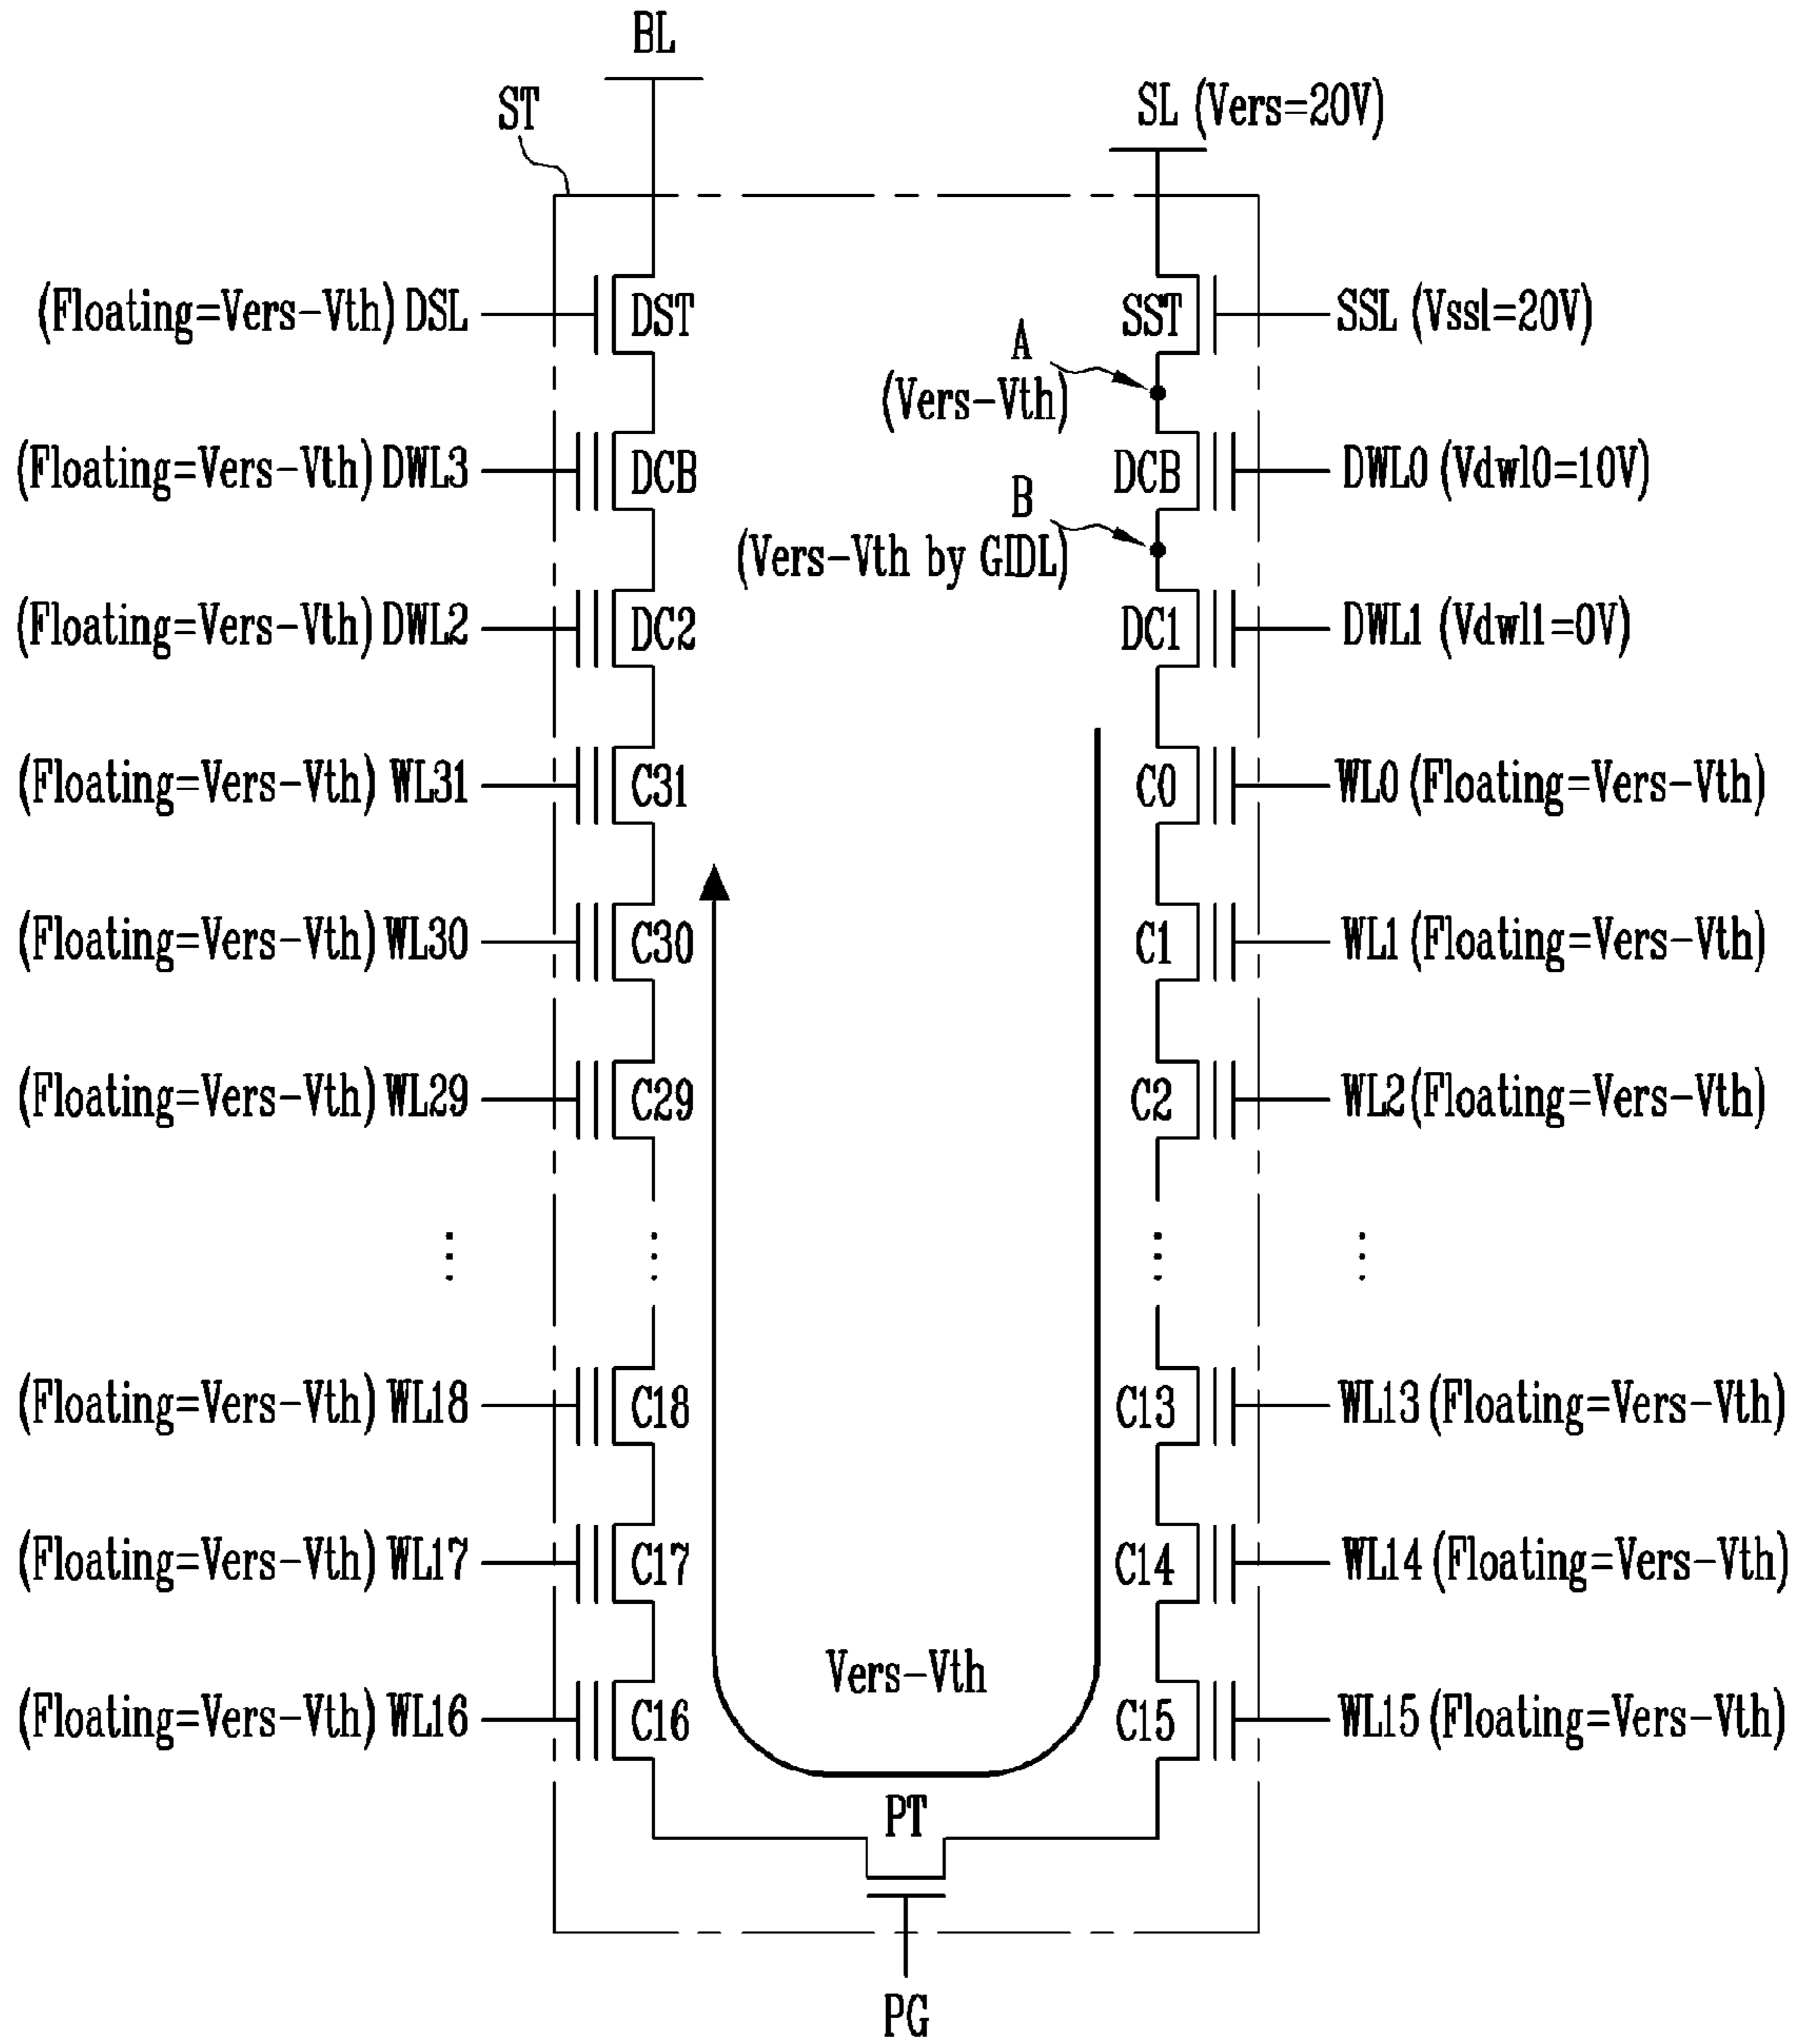 BL
ST
SL (Vers=20V)
(Floating=Vers-Vth) DSL
DST
SST
SSL (Vssl=20V)
A
(Vers-Vth)
(Floating=Vers-Vth) DWL3
DCB
DCB
DWL0 (Vdwl0=10V)
B
(Vers-Vth by GIDL)
(Floating=Vers-Vth) DWL2
DC2
DC1
DWL1 (Vdwl1=0V)
(Floating=Vers-Vth) WL31
C31
C0
WL0 (Floating=Vers-Vth)
(Floating=Vers-Vth) WL30
C30
C1
WL1 (Floating=Vers-Vth)
(Floating=Vers-Vth) WL29
C29
C2
WL2 (Floating=Vers-Vth)
(Floating=Vers-Vth) WL18
C18
C13
WL13 (Floating=Vers-Vth)
(Floating=Vers-Vth) WL17
C17
C14
WL14 (Floating=Vers-Vth)
Vers-Vth
(Floating=Vers-Vth) WL16
C16
C15
WL15 (Floating=Vers-Vth)
PT
PG